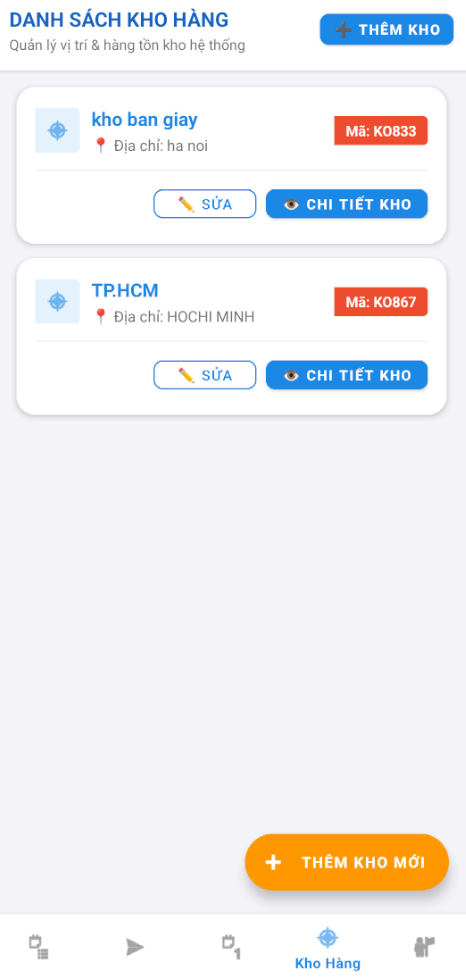 DANH SÁCH KHO HÀNG
Quản lý vị trí & hàng tồn kho hệ thống
➕ THÊM KHO
kho ban giay
📍 Địa chỉ: ha noi
Mã: KO833
✏️ SỬA
👁️ CHI TIẾT KHO
TP.HCM
📍 Địa chỉ: HOCHI MINH
Mã: KO867
✏️ SỬA
👁️ CHI TIẾT KHO
+ THÊM KHO MỚI
1
Kho Hàng